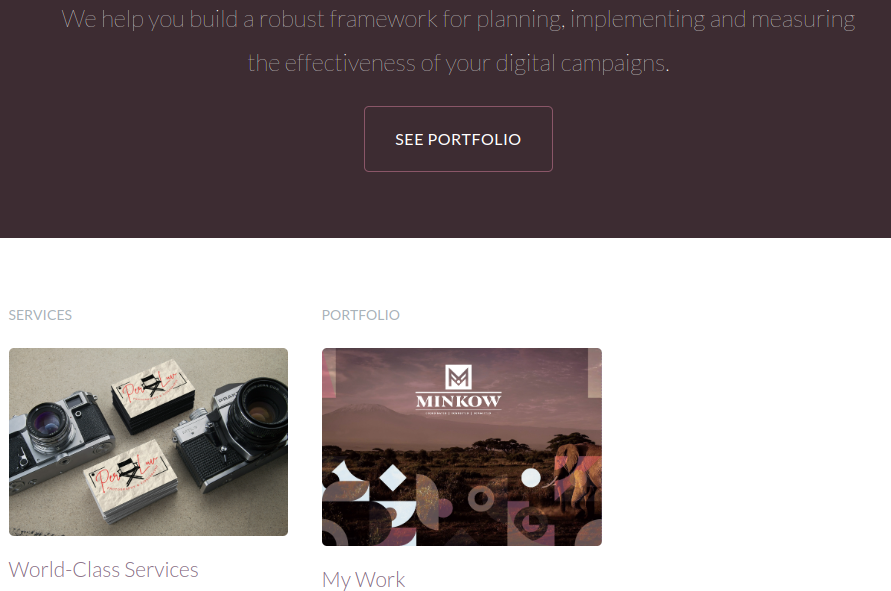 We help you build a robust framework for planning, implementing and measuring
the effectiveness of your digital campaigns.
SEE PORTFOLIO
SERVICES
PORTFOLIO
MINKOW
World-Class Services
My Work